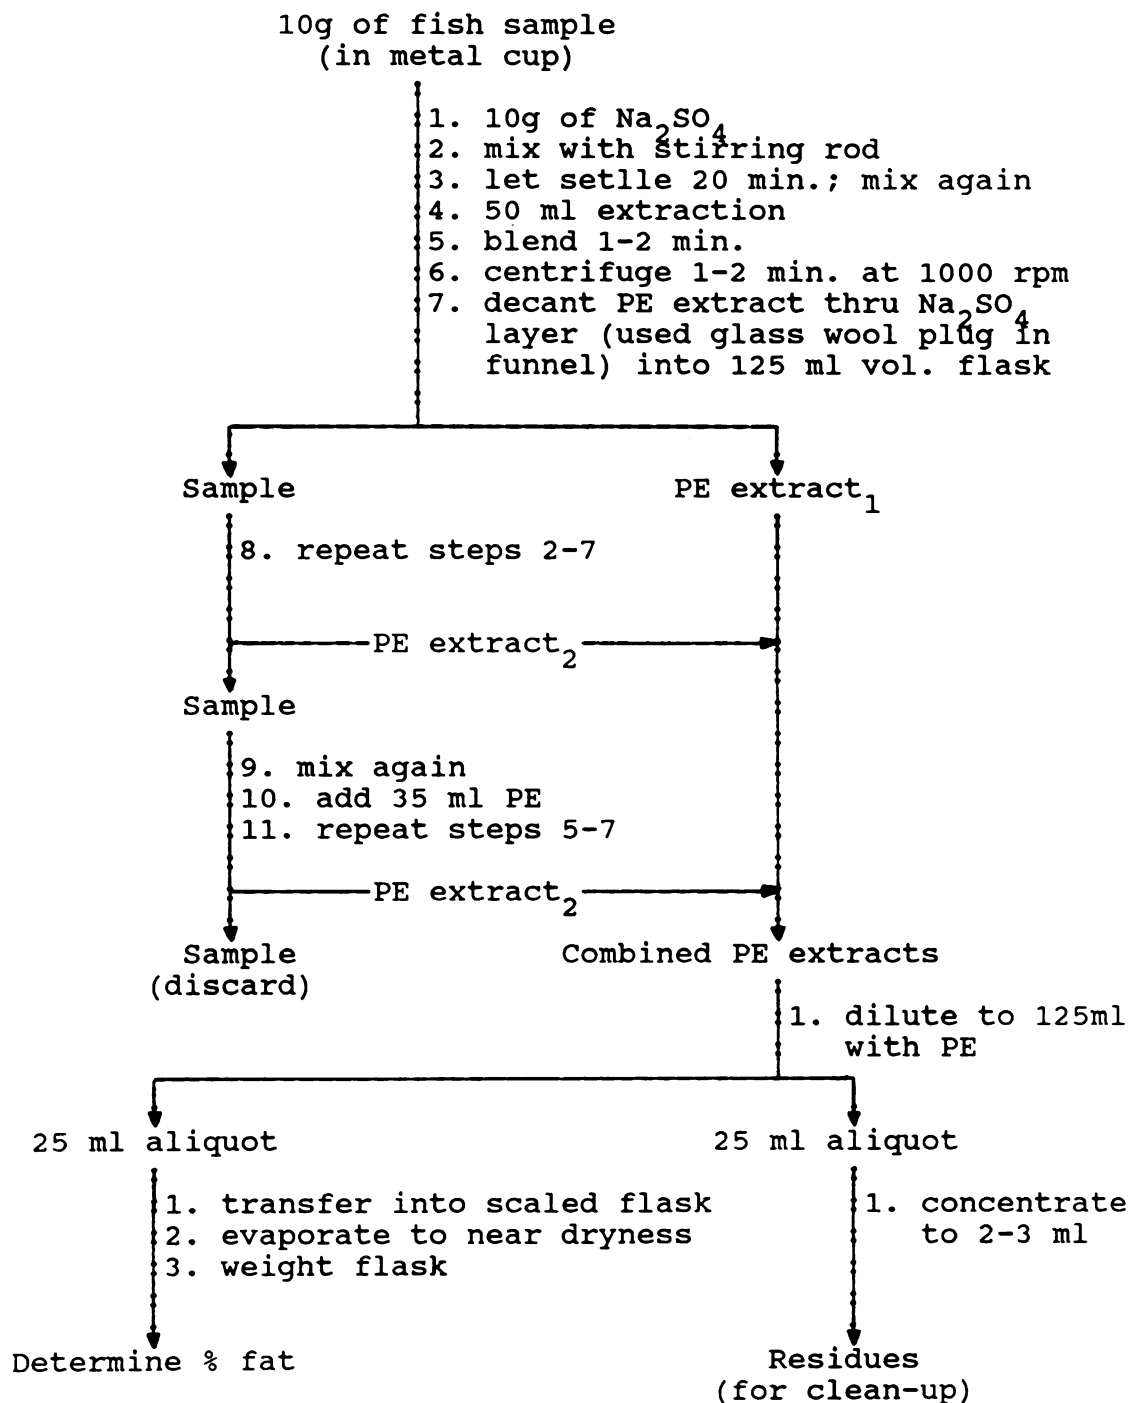 10g of fish sample
(in metal cup)
1. 10g of Na₂SO₄
2. mix with stirring rod
3. let setlle 20 min.; mix again
4. 50 ml extraction
5. blend 1-2 min.
6. centrifuge 1-2 min. at 1000 rpm
7. decant PE extract thru Na₂SO₄
layer (used glass wool plug in
funnel) into 125 ml vol. flask
Sample
PE extract₁
8. repeat steps 2-7
PE extract₂
Sample
9. mix again
10. add 35 ml PE
11. repeat steps 5-7
PE extract₂
Sample
(discard)
Combined PE extracts
1. dilute to 125ml
with PE
25 ml aliquot
25 ml aliquot
1. transfer into scaled flask
2. evaporate to near dryness
3. weight flask
1. concentrate
to 2-3 ml
Determine % fat
Residues
(for clean-up)